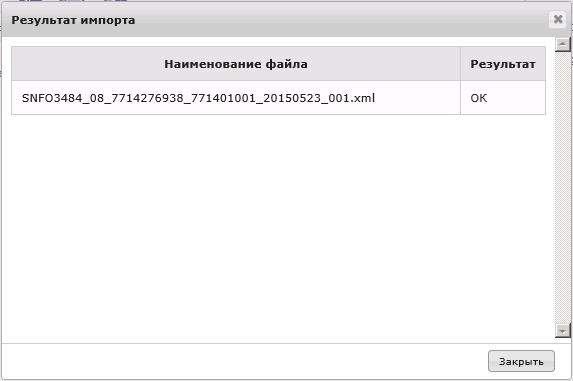 Результат импорта
Наименование файла Результат
SNFO3484_08_7714276938_771401001_20150523_001.xml OK
Закрыть